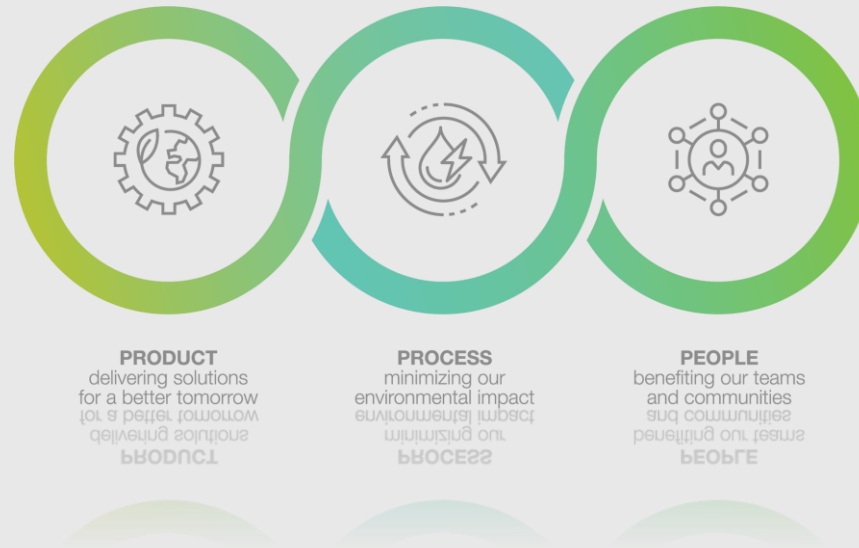 PRODUCT
delivering solutions
for a better tomorrow
PROCESS
minimizing our
environmental impact
PEOPLE
benefiting our teams
and communities